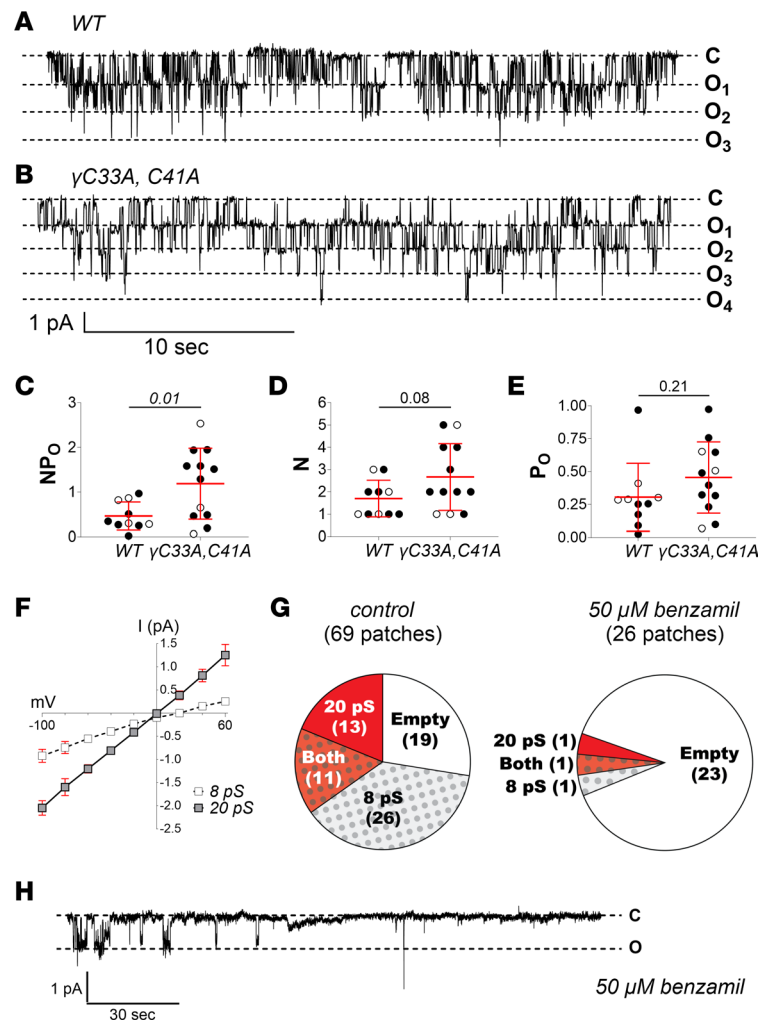 A WT
C
O1
O2
O3
B γC33A, C41A
C
O1
O2
O3
O4
1 pA
10 sec
C
0.01
NPO
3
2
1
0
WT γC33A,C41A
D
0.08
N
6
5
4
3
2
1
0
WT γC33A,C41A
E
0.21
PO
1.00
0.75
0.50
0.25
0.00
WT γC33A,C41A
F
I (pA)
1.5
1.0
0.5
mV
-100
60
-0.5
-1.0
-1.5
-2.0
-2.5
8 pS
20 pS
G
control
(69 patches)
20 pS
(13)
Empty
(19)
Both
(11)
8 pS
(26)
50 µM benzamil
(26 patches)
20 pS (1)
Both (1)
8 pS (1)
Empty
(23)
H
C
O
1 pA
30 sec
50 µM benzamil